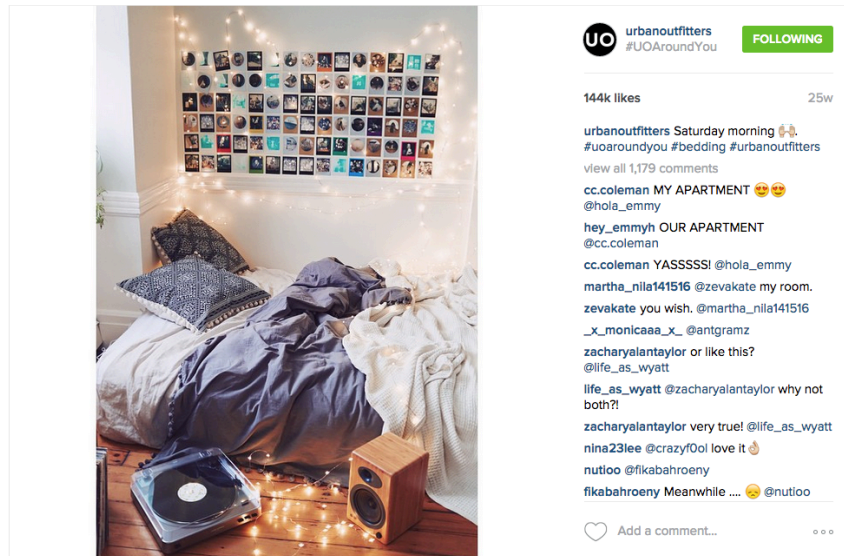 UO
urbanoutfitters
#UOAroundYou
FOLLOWING
144k likes
25w
urbanoutfitters Saturday morning 🙌🏼.
#uoaroundyou #bedding #urbanoutfitters
view all 1,179 comments
cc.coleman MY APARTMENT 😍😍
@hola_emmy
hey_emmyh OUR APARTMENT
@cc.coleman
cc.coleman YASSSSS! @hola_emmy
martha_nila141516 @zevakate my room.
zevakate you wish. @martha_nila141516
_x_monicaaa_x_ @antgramz
zacharyalantaylor or like this?
@life_as_wyatt
life_as_wyatt @zacharyalantaylor why not
both?!
zacharyalantaylor very true! @life_as_wyatt
nina23lee @crazyf0ol love it👌🏼
nutioo @fikabahroeny
fikabahroeny Meanwhile .... 😞 @nutioo
Add a comment...